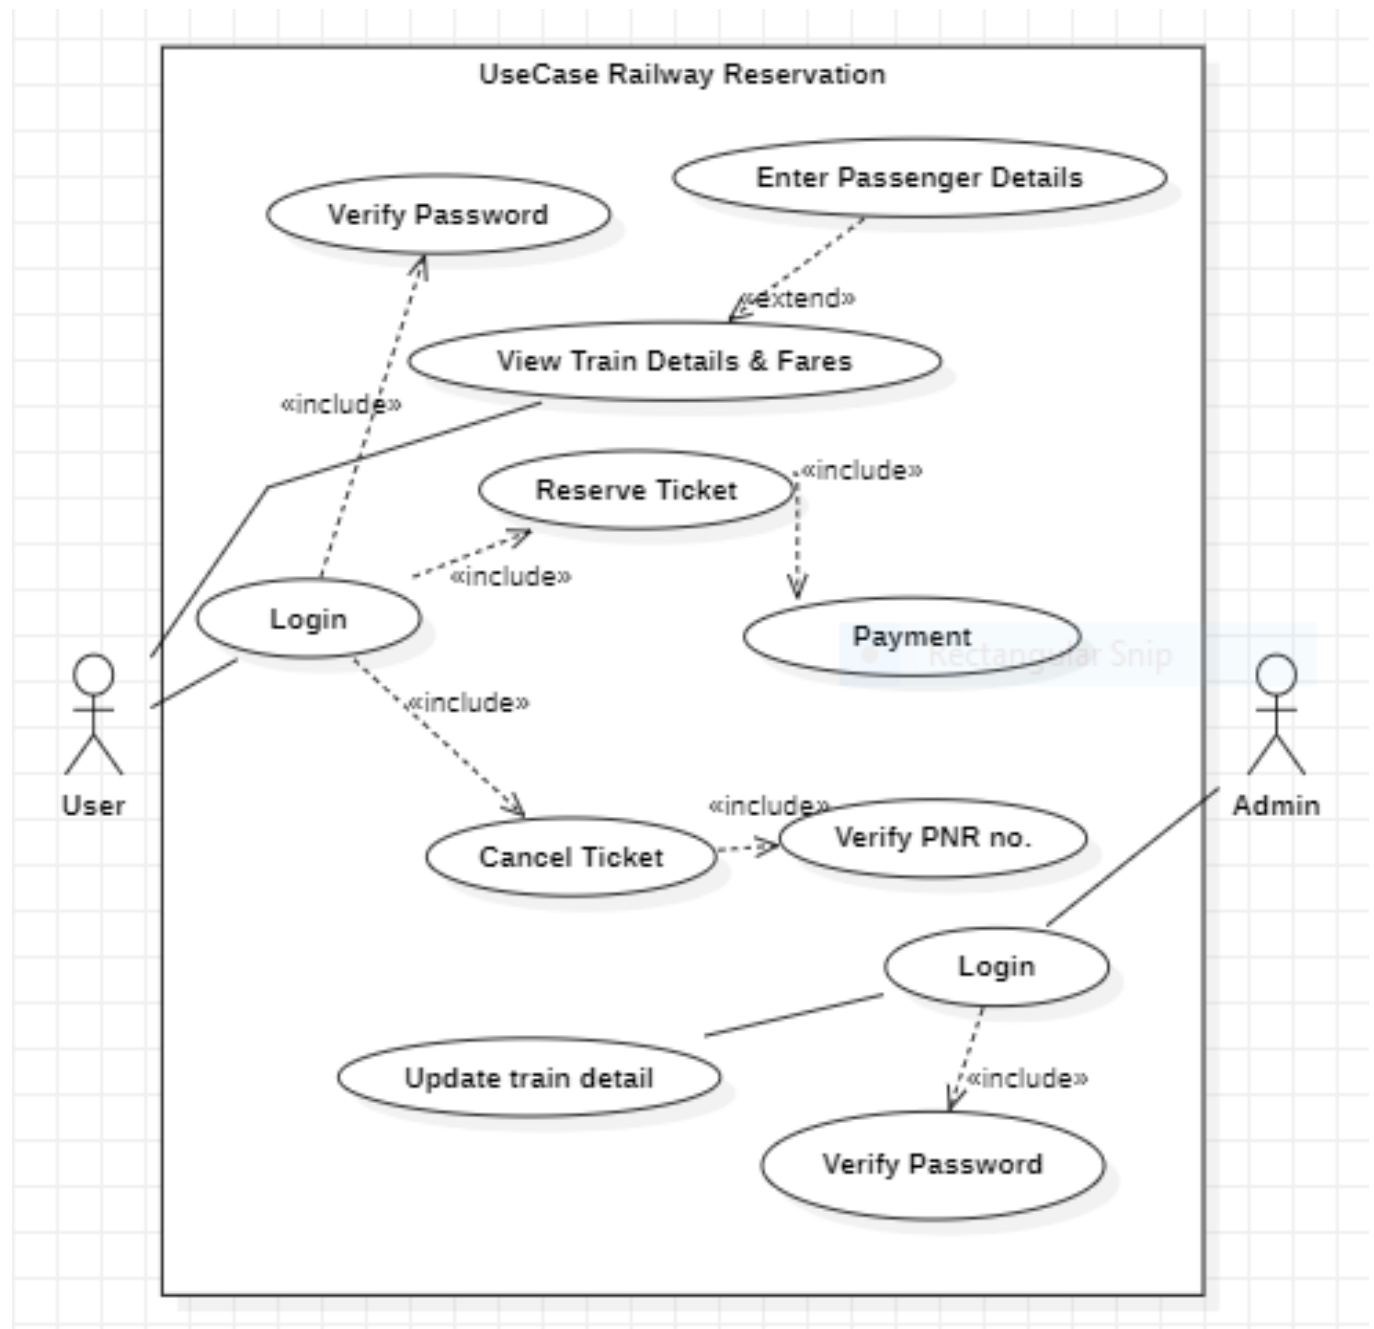 UseCase Railway Reservation
Enter Passenger Details
Verify Password
«extend»
View Train Details & Fares
«include»
«include»
Reserve Ticket
«include»
Login
Payment
Rectangular Snip
«include»
User
Admin
«include»
Verify PNR no.
Cancel Ticket
Login
Update train detail
«include»
Verify Password